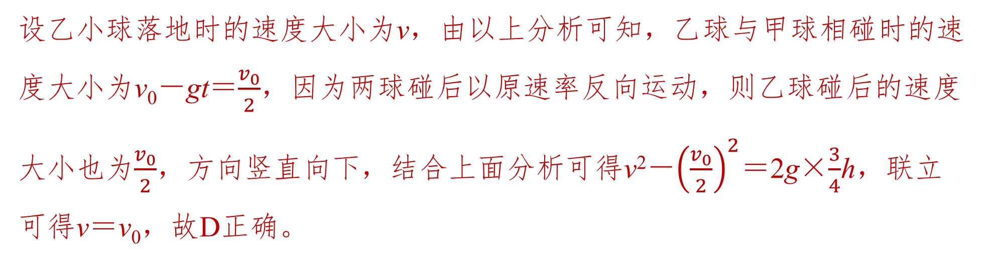 设乙小球落地时的速度大小为v，由以上分析可知，乙球与甲球相碰时的速
度大小为v₀－gt＝v₀/2，因为两球碰后以原速率反向运动，则乙球碰后的速度
大小也为v₀/2，方向竖直向下，结合上面分析可得v²－(v₀/2)²＝2g×3/4h，联立
可得v＝v₀，故D正确。